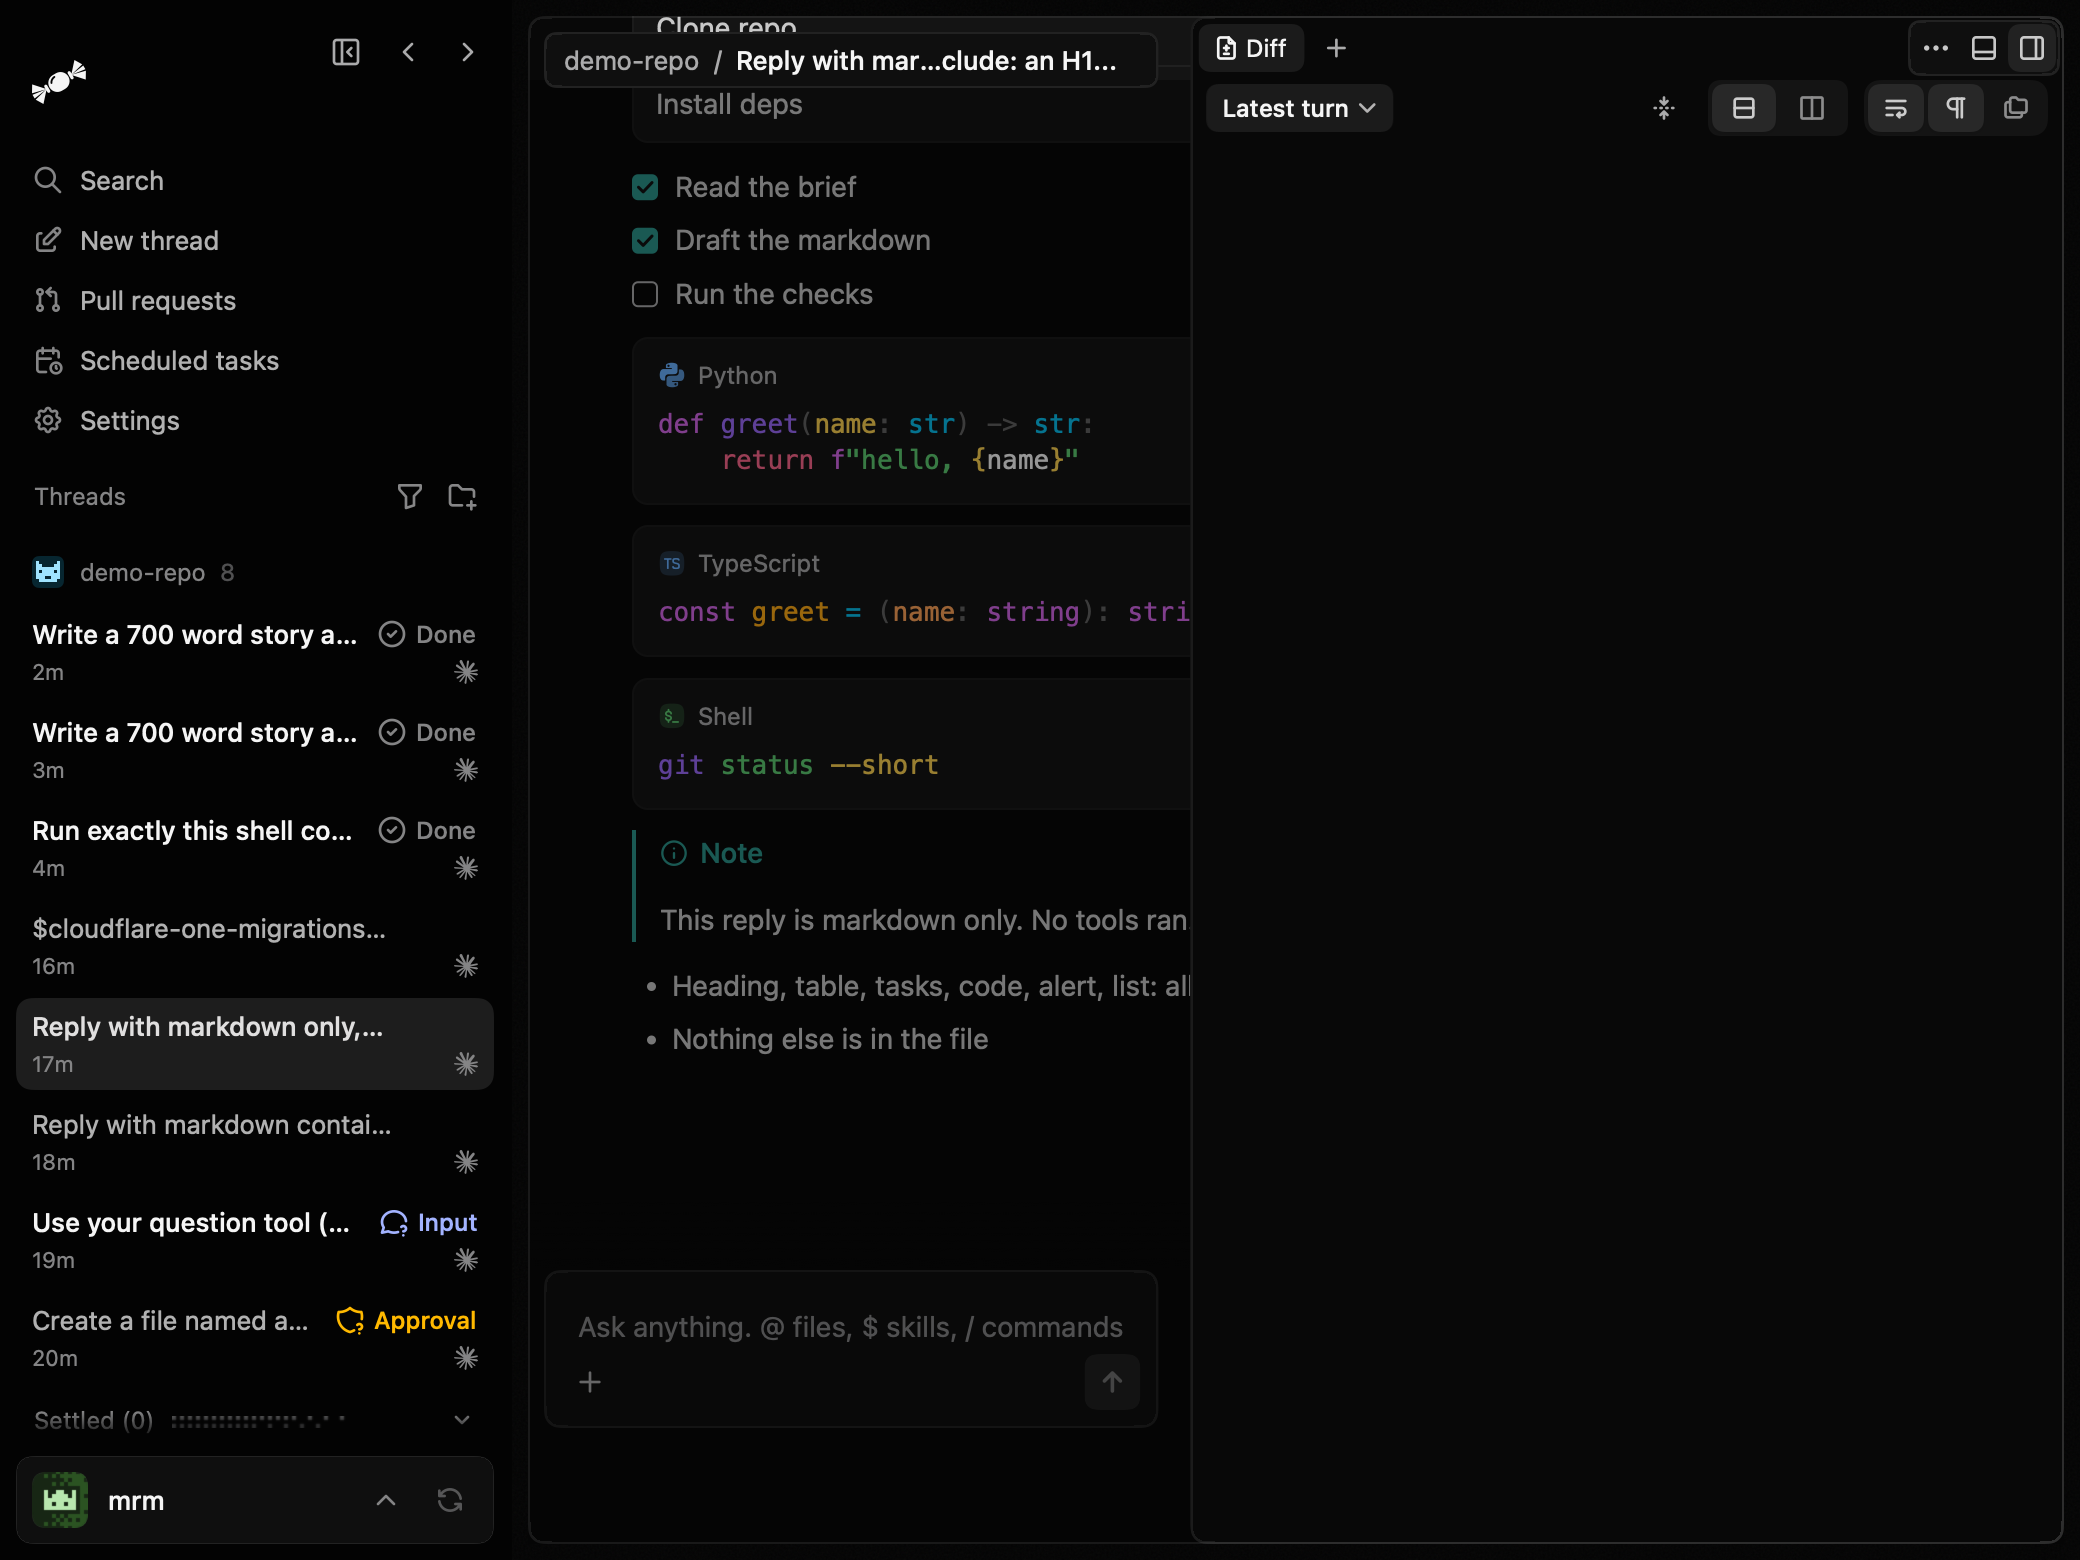 Search
New thread
Pull requests
Scheduled tasks
Settings
Threads
demo-repo 8
Write a 700 word story a... Done
2m
Write a 700 word story a... Done
3m
Run exactly this shell co... Done
4m
$cloudflare-one-migrations...
16m
Reply with markdown only,...
17m
Reply with markdown contai...
18m
Use your question tool (... Input
19m
Create a file named a... Approval
20m
Settled (0)
mrm
Clone repo
demo-repo / Reply with mar...clude: an H1...
Install deps
Read the brief
Draft the markdown
Run the checks
Python
def greet(name: str) -> str:
return f"hello, {name}"
TS TypeScript
const greet = (name: string): stri
$_ Shell
git status --short
Note
This reply is markdown only. No tools ran
Heading, table, tasks, code, alert, list: all
Nothing else is in the file
Ask anything. @ files, $ skills, / commands
Diff
Latest turn